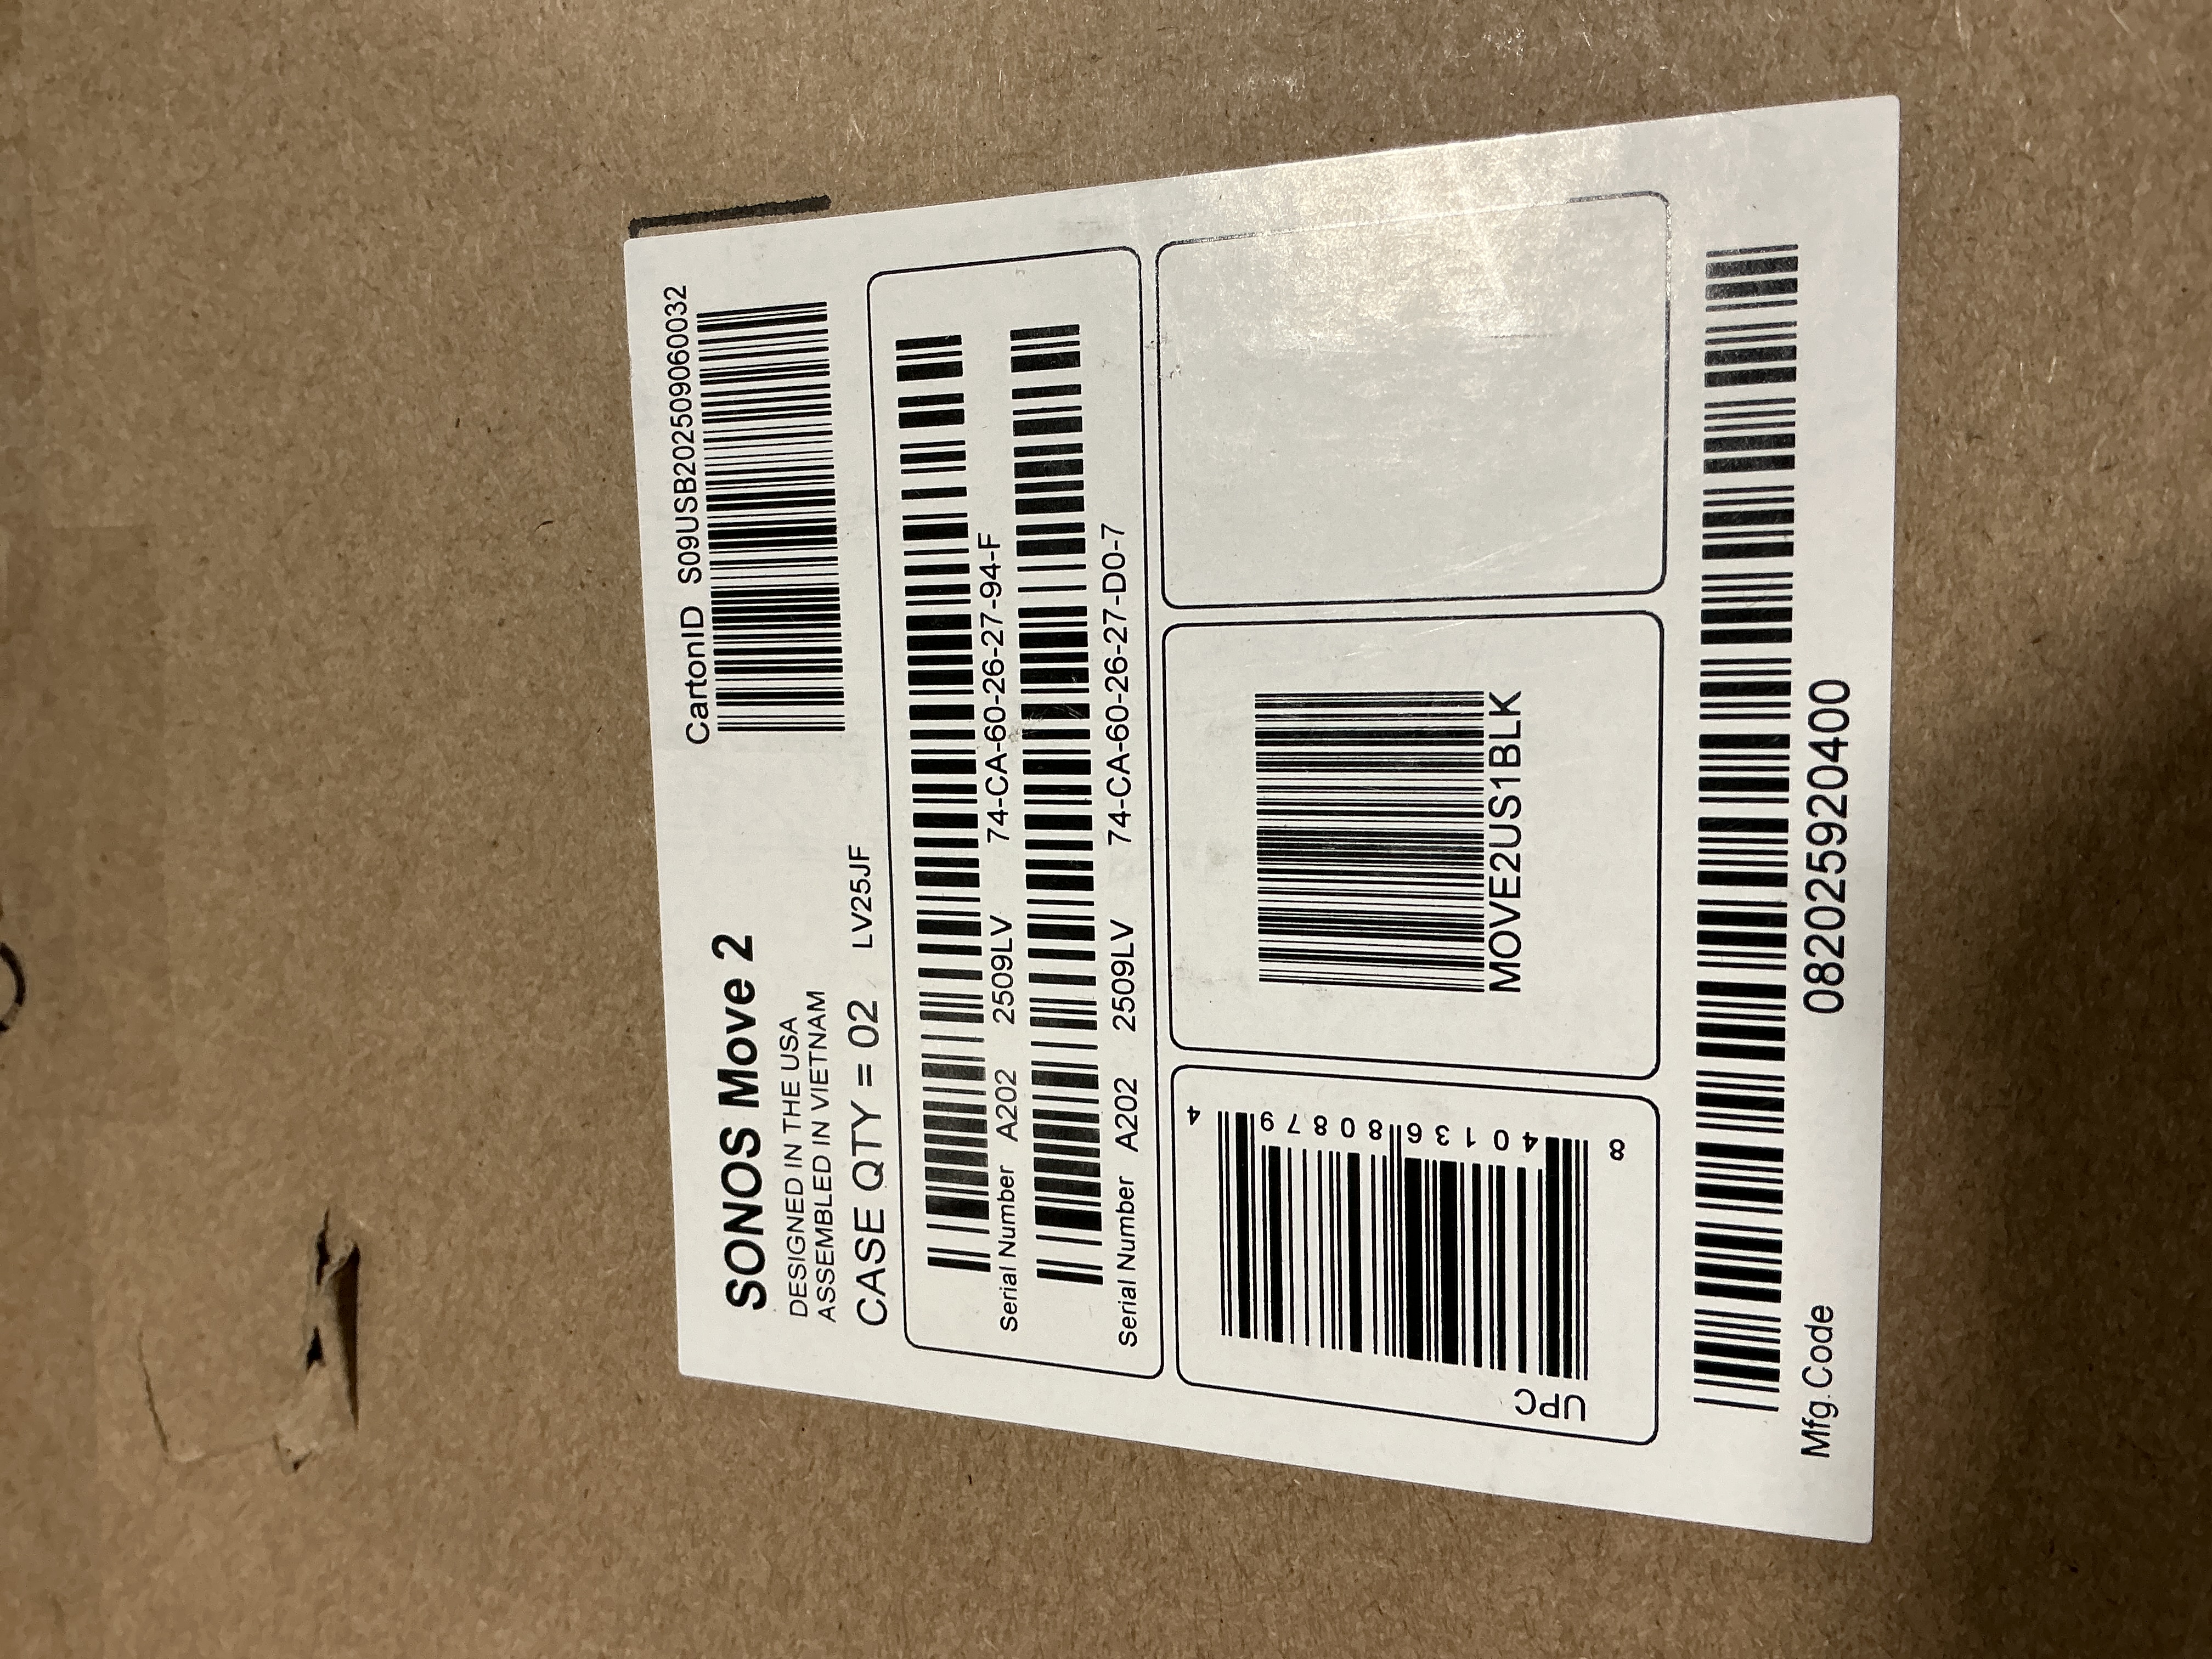 CartonID S09USB202509060032
SONOS Move 2
DESIGNED IN THE USA
ASSEMBLED IN VIETNAM
CASE QTY = 02 LV25JF
Serial Number A202 2509LV 74-CA-60-26-27-94-F
Serial Number A202 2509LV 74-CA-60-26-27-D0-7
UPC
8 40136 80879 4
MOVE2US1BLK
Mfg.Code 082025920400